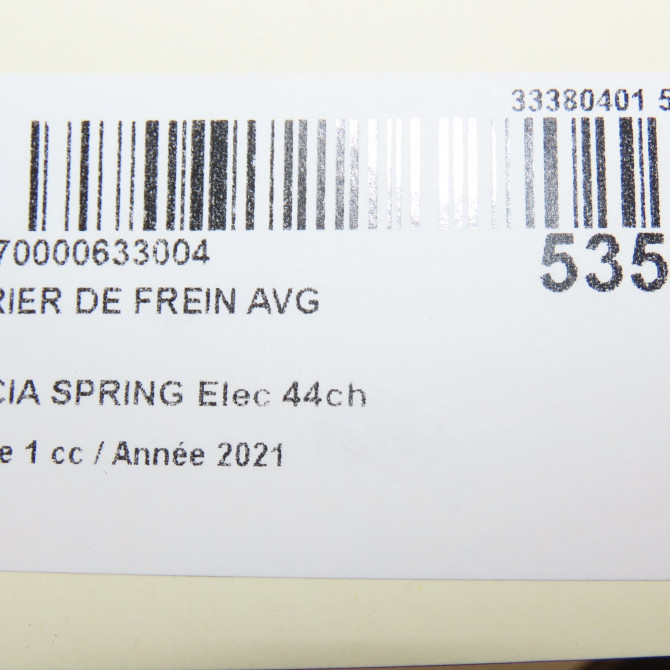 33380401 5
70000633004
535
RIER DE FREIN AVG
CIA SPRING Elec 44ch
e 1 cc / Année 2021